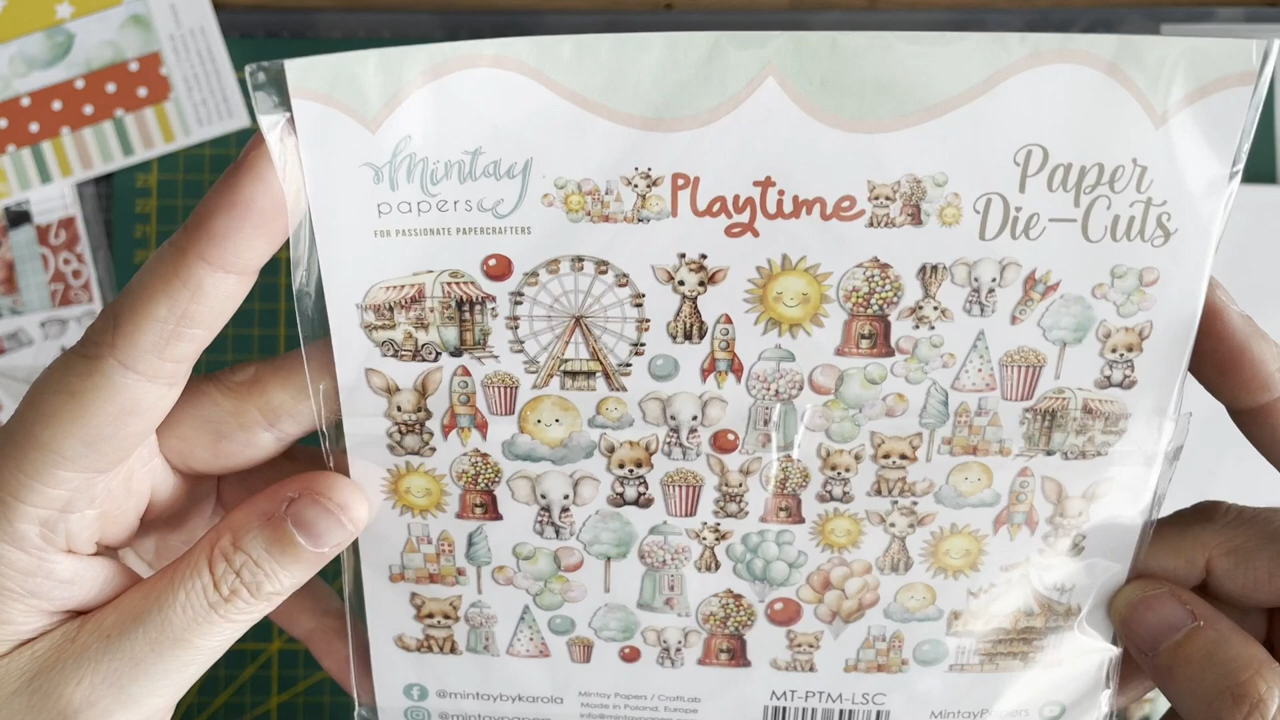 Mintay
papers
FOR PASSIONATE PAPERCRAFTERS
Playtime
Paper
Die-Cuts
@mintaybykarola
Mintay Papers / CraftLab
Made in Poland, Europe
MT-PTM-LSC
MintayPapers